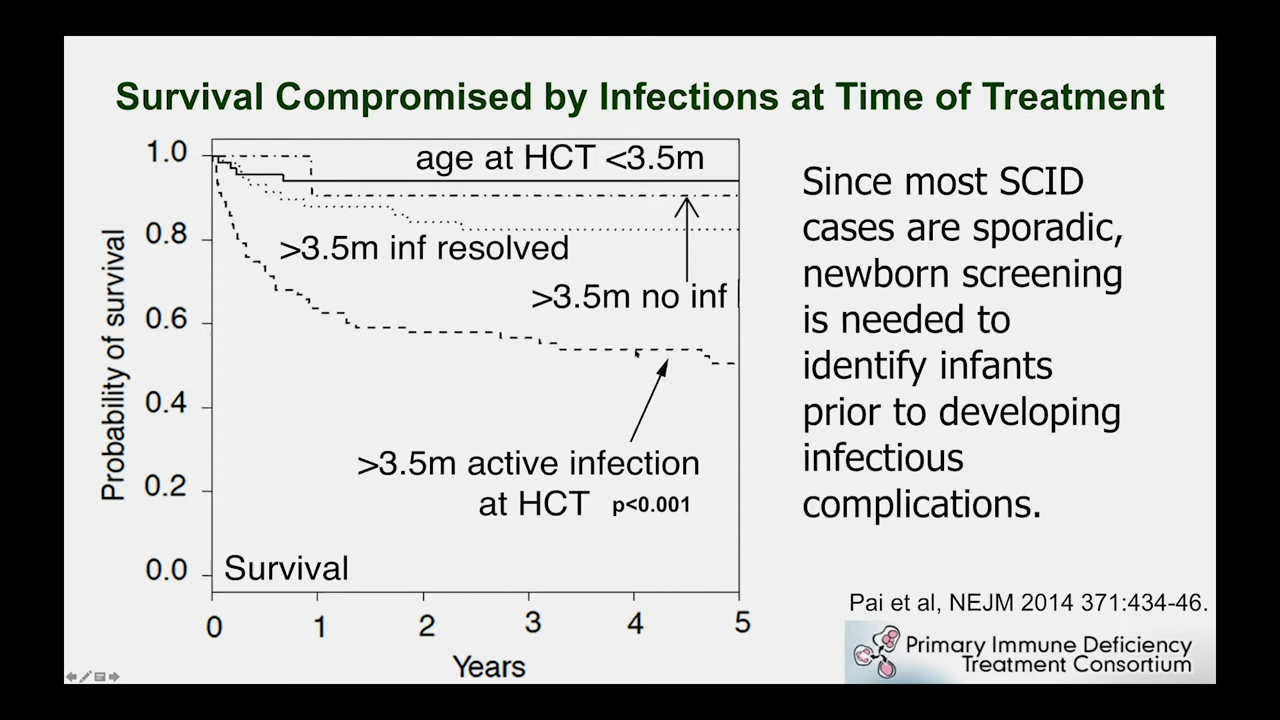 Survival Compromised by Infections at Time of Treatment
1.0
0.8
0.6
0.4
0.2
0.0
Probability of survival
age at HCT <3.5m
>3.5m inf resolved
>3.5m no inf
>3.5m active infection
at HCT p<0.001
Survival
0 1 2 3 4 5
Years
Since most SCID
cases are sporadic,
newborn screening
is needed to
identify infants
prior to developing
infectious
complications.
Pai et al, NEJM 2014 371:434-46.
Primary Immune Deficiency
Treatment Consortium